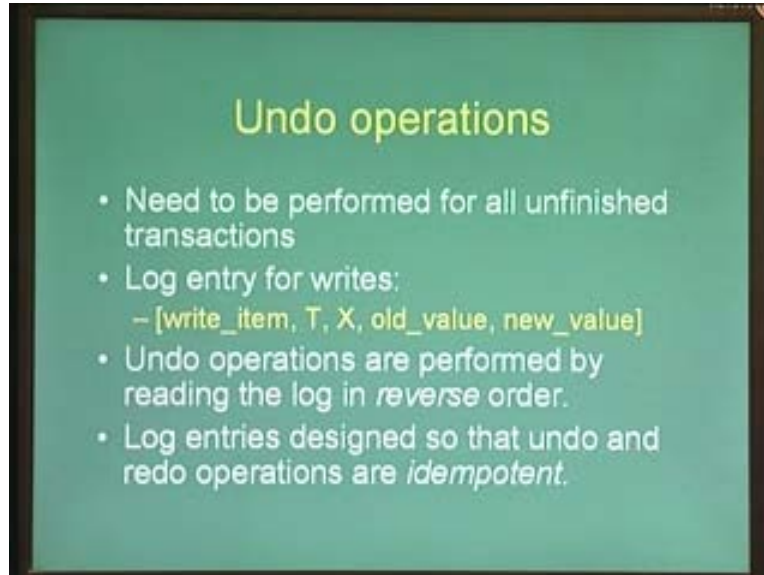 Undo operations
• Need to be performed for all unfinished
transactions
• Log entry for writes:
– [write_item, T, X, old_value, new_value]
• Undo operations are performed by
reading the log in reverse order.
• Log entries designed so that undo and
redo operations are idempotent.